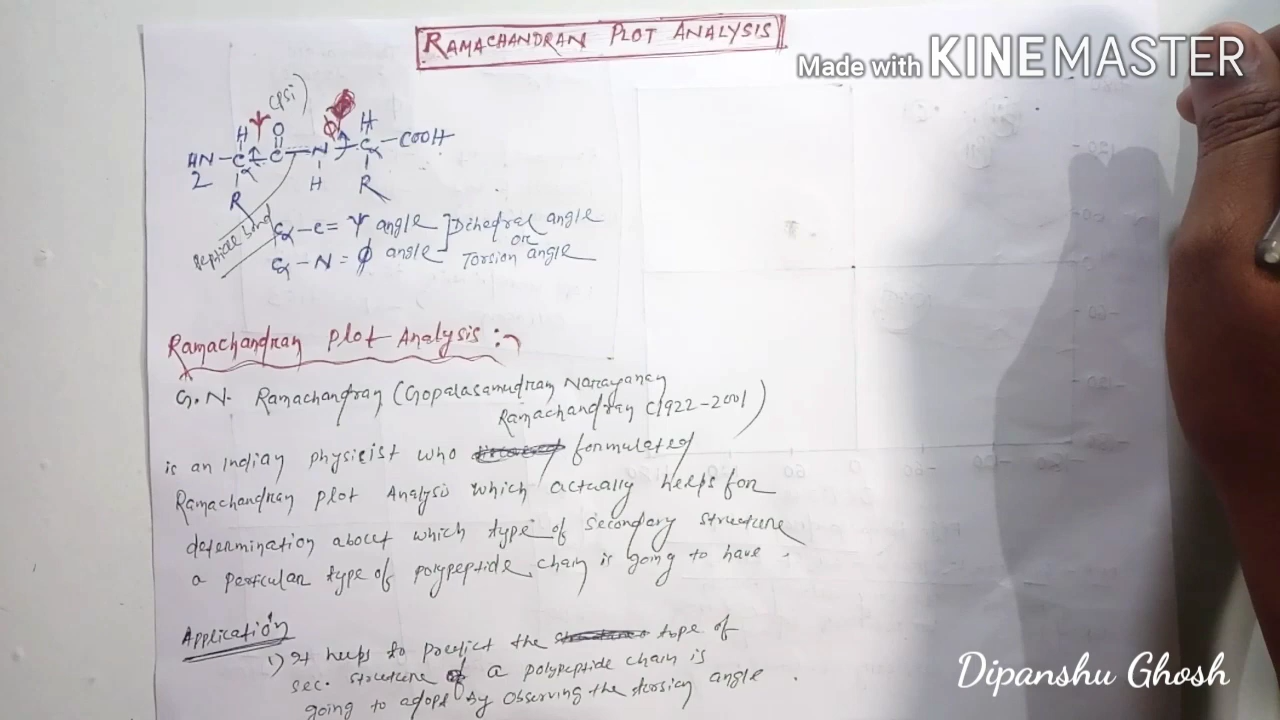 RAMACHANDRAN PLOT ANALYSIS
Made with KINEMASTER
(Psi)
H ψ O ϕ H
HN – Cα – C – N – Cα – COOH
2 R H R
Peptide bond
Cα – C = ψ angle ] Dihedral angle
or
Cα – N = ϕ angle Torsion angle
Ramachandran Plot Analysis :-
G.N. Ramachandran (Gopalasamudram Narayanan
Ramachandran (1922-2001)
is an Indian physicist who formulated
Ramachandran Plot Analysis which actually helps for
determination about which type of secondary structure
a perticular type of polypeptide chain is going to have.
Application
1) It helps to predict the type of
sec. structure of a polypeptide chain is
going to adopt by observing the torsion angle.
Dipanshu Ghosh